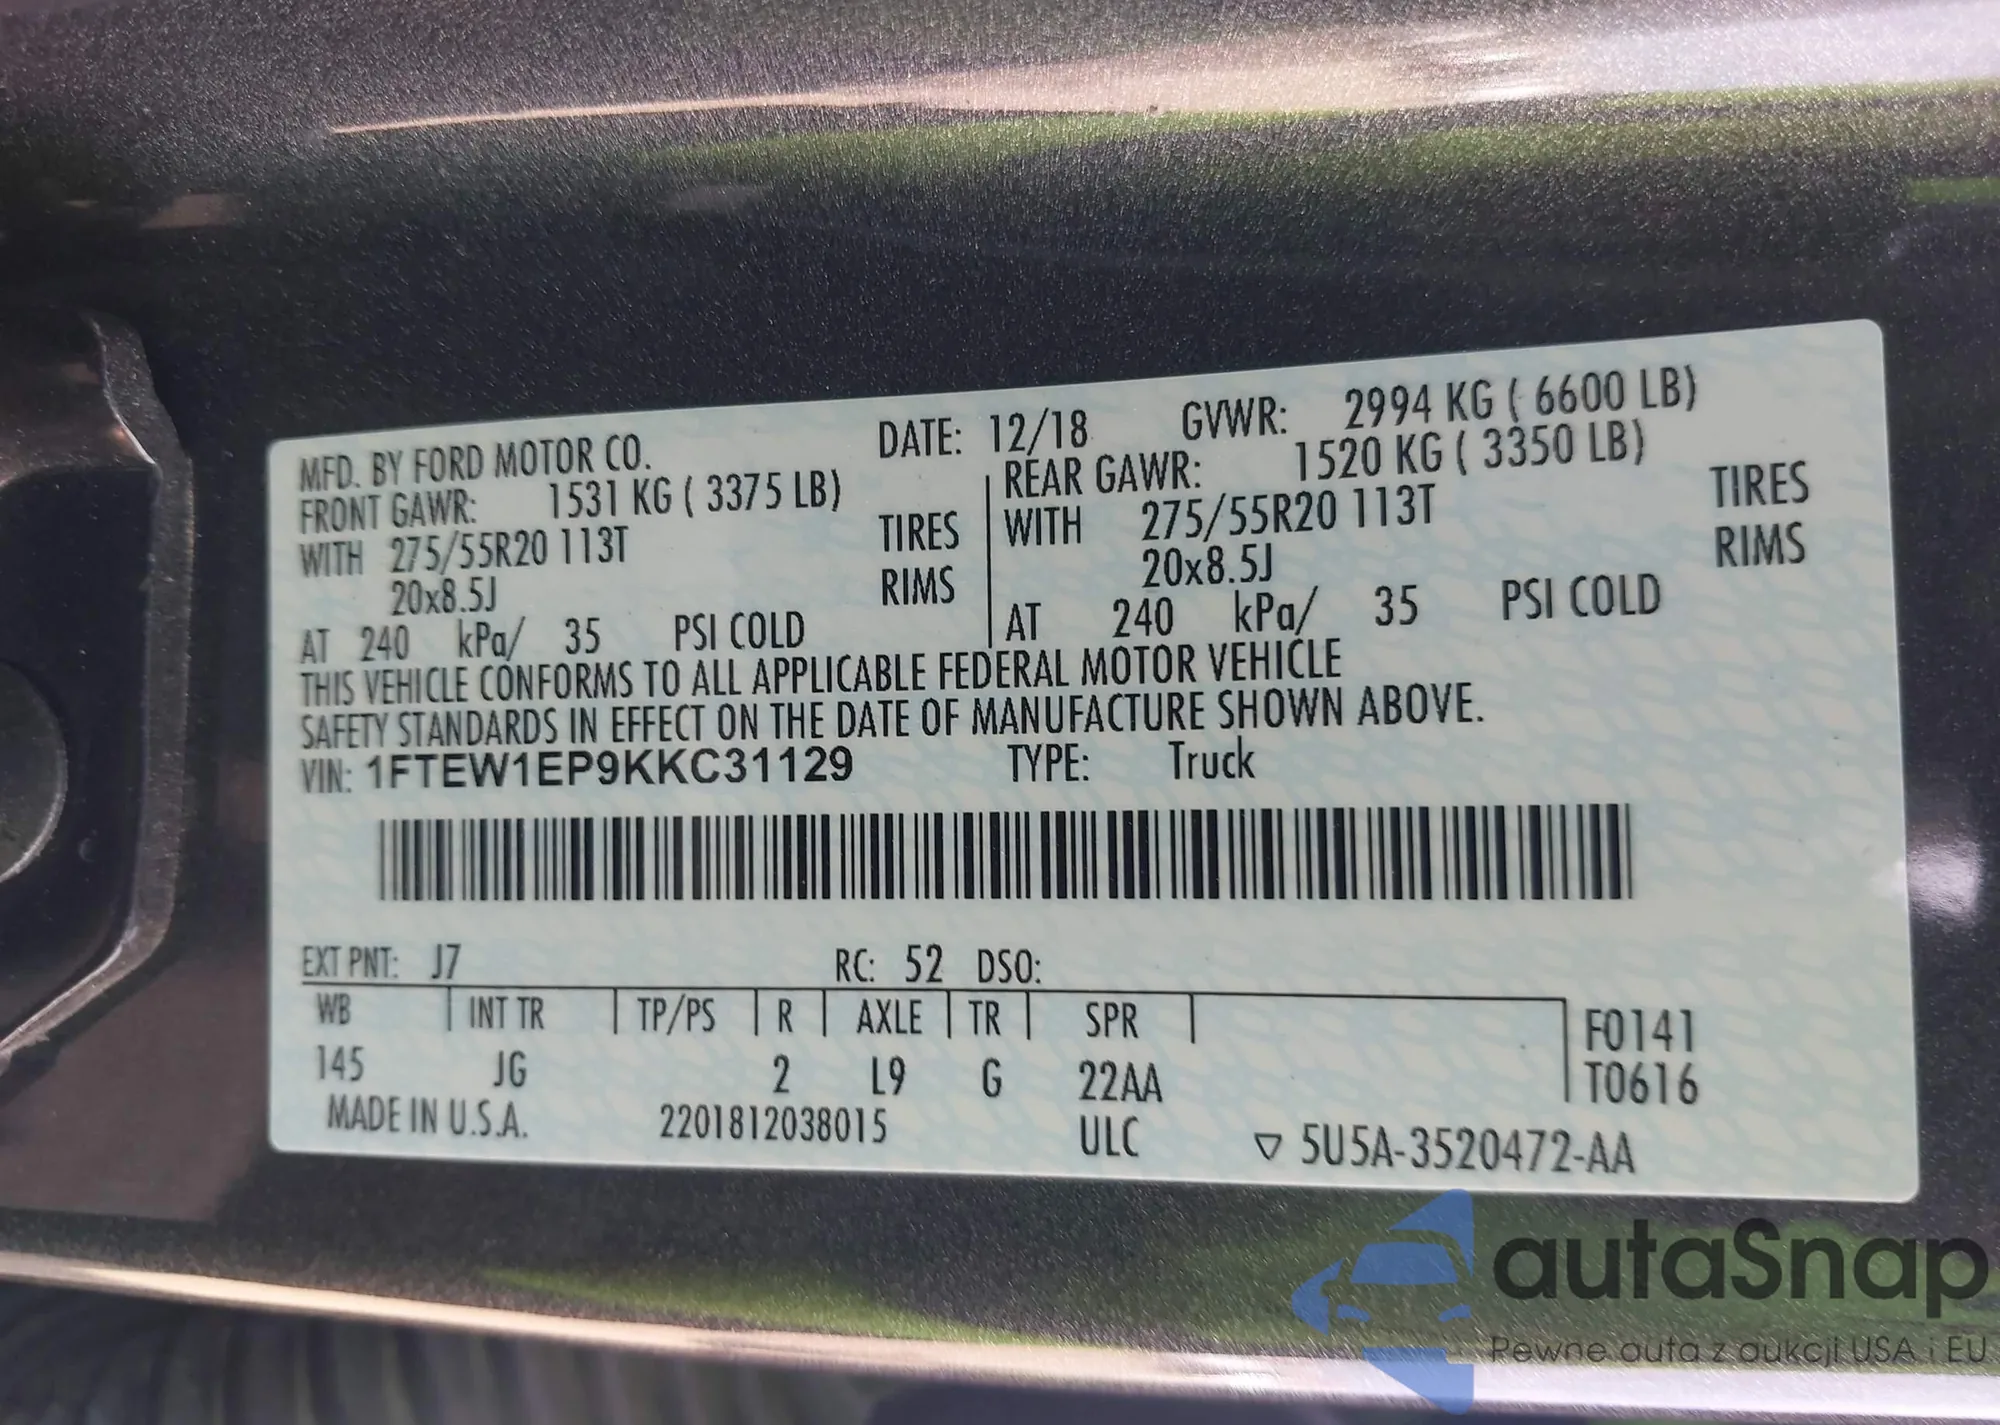 MFD. BY FORD MOTOR CO. DATE: 12/18 GVWR: 2994 KG ( 6600 LB)
FRONT GAWR: 1531 KG ( 3375 LB) REAR GAWR: 1520 KG ( 3350 LB)
WITH 275/55R20 113T TIRES WITH 275/55R20 113T TIRES
20x8.5J RIMS 20x8.5J RIMS
AT 240 kPa/ 35 PSI COLD AT 240 kPa/ 35 PSI COLD
THIS VEHICLE CONFORMS TO ALL APPLICABLE FEDERAL MOTOR VEHICLE
SAFETY STANDARDS IN EFFECT ON THE DATE OF MANUFACTURE SHOWN ABOVE.
VIN: 1FTEW1EP9KKC31129 TYPE: Truck
EXT PNT: J7 RC: 52 DSO:
WB INT TR TP/PS R AXLE TR SPR F0141
145 JG 2 L9 G 22AA T0616
MADE IN U.S.A. 2201812038015 ULC ▽ 5U5A-3520472-AA
autaSnap
Pewne auta z aukcji USA i EU